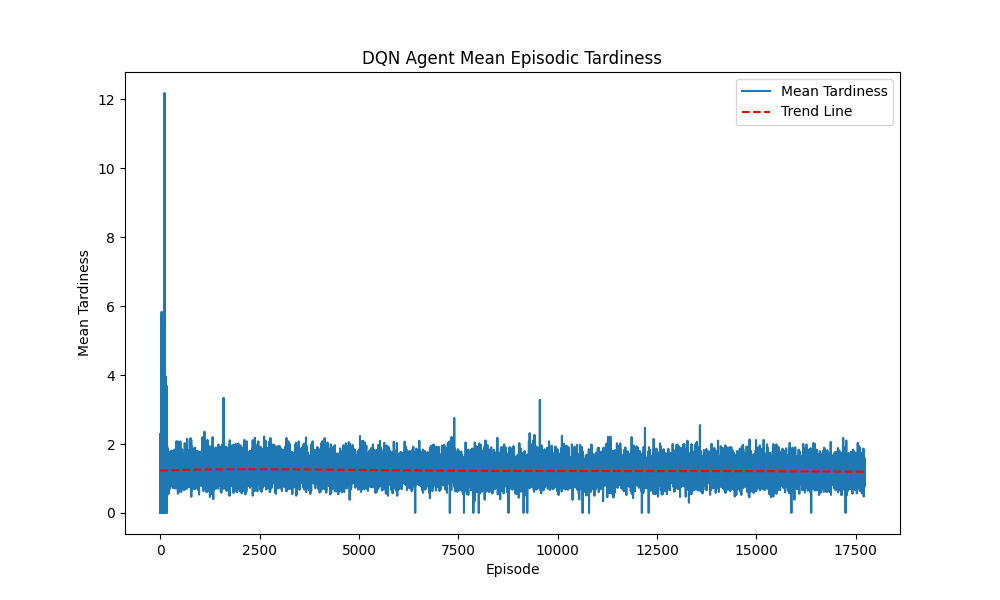 DQN Agent Mean Episodic Tardiness
Mean Tardiness
Trend Line
12
10
8
6
4
2
0
Mean Tardiness
0 2500 5000 7500 10000 12500 15000 17500
Episode